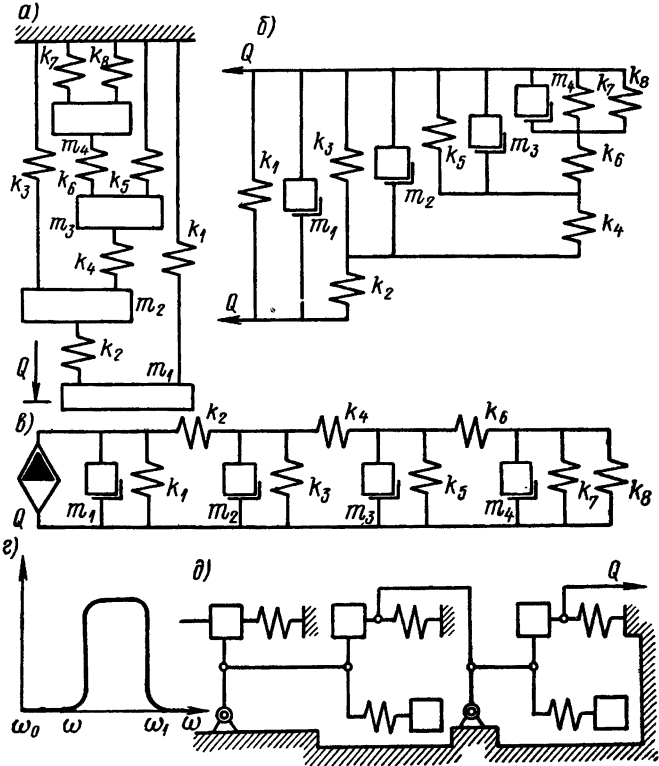 а)
k₇ k₈
m₄
k₃ k₆ k₅
m₃
k₄ k₁
m₂
k₂
Q m₁
б)
Q
m₄ k₇ k₈
k₁ k₃ k₅ m₃ k₆
m₁ m₂ k₄
Q k₂
в)
k₂ k₄ k₆
m₁ k₁ m₂ k₃ m₃ k₅ m₄ k₇ k₈
Q
г)
ω₀ ω ω₁ ω
д)
Q